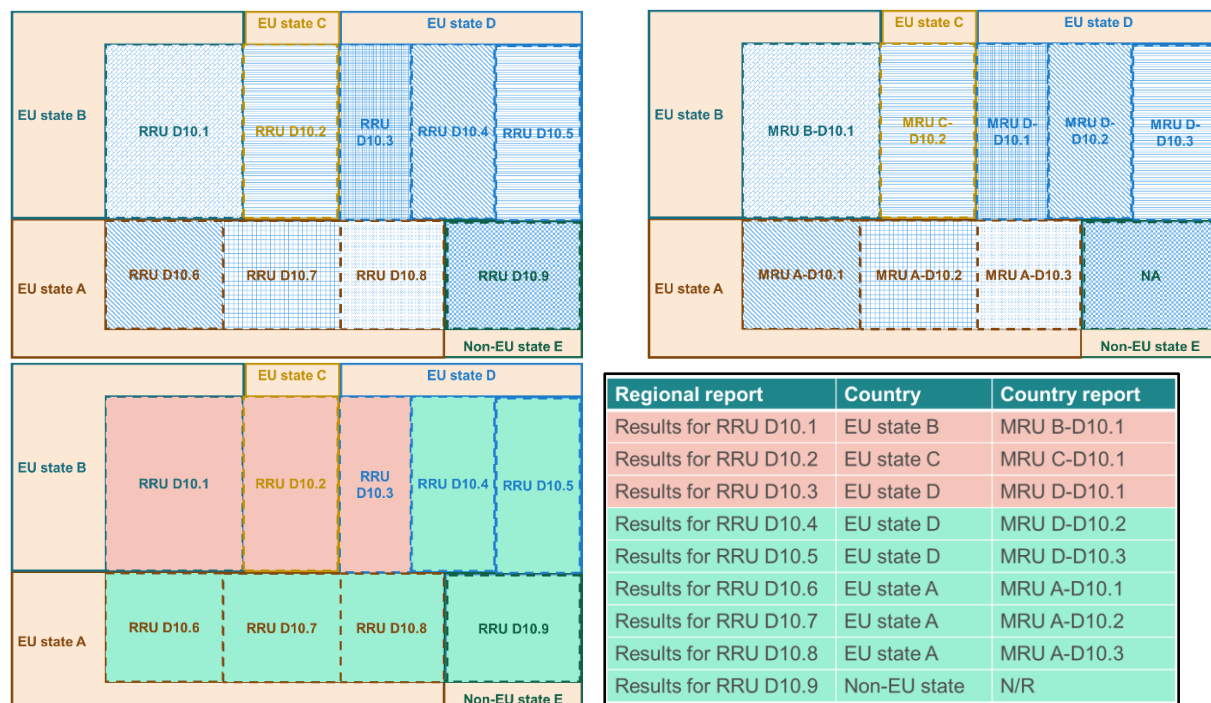 EU state C
EU state D
EU state B
RRU D10.1
RRU D10.2
RRU
D10.3
RRU D10.4
RRU D10.5
EU state A
RRU D10.6
RRU D10.7
RRU D10.8
RRU D10.9
Non-EU state E
EU state C
EU state D
EU state B
MRU B-D10.1
MRU C-
D10.2
MRU D-
D10.1
MRU D-
D10.2
MRU D-
D10.3
EU state A
MRU A-D10.1
MRU A-D10.2
MRU A-D10.3
NA
Non-EU state E
EU state C
EU state D
EU state B
RRU D10.1
RRU D10.2
RRU
D10.3
RRU D10.4
RRU D10.5
EU state A
RRU D10.6
RRU D10.7
RRU D10.8
RRU D10.9
Non-EU state E
Regional report Country Country report
Results for RRU D10.1 EU state B MRU B-D10.1
Results for RRU D10.2 EU state C MRU C-D10.1
Results for RRU D10.3 EU state D MRU D-D10.1
Results for RRU D10.4 EU state D MRU D-D10.2
Results for RRU D10.5 EU state D MRU D-D10.3
Results for RRU D10.6 EU state A MRU A-D10.1
Results for RRU D10.7 EU state A MRU A-D10.2
Results for RRU D10.8 EU state A MRU A-D10.3
Results for RRU D10.9 Non-EU state N/R